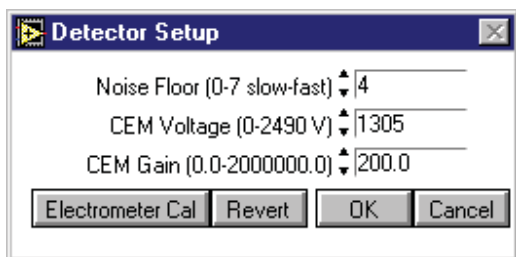 Detector Setup
Noise Floor (0-7 slow-fast) 4
CEM Voltage (0-2490 V) 1305
CEM Gain (0.0-2000000.0) 200.0
Electrometer Cal Revert OK Cancel